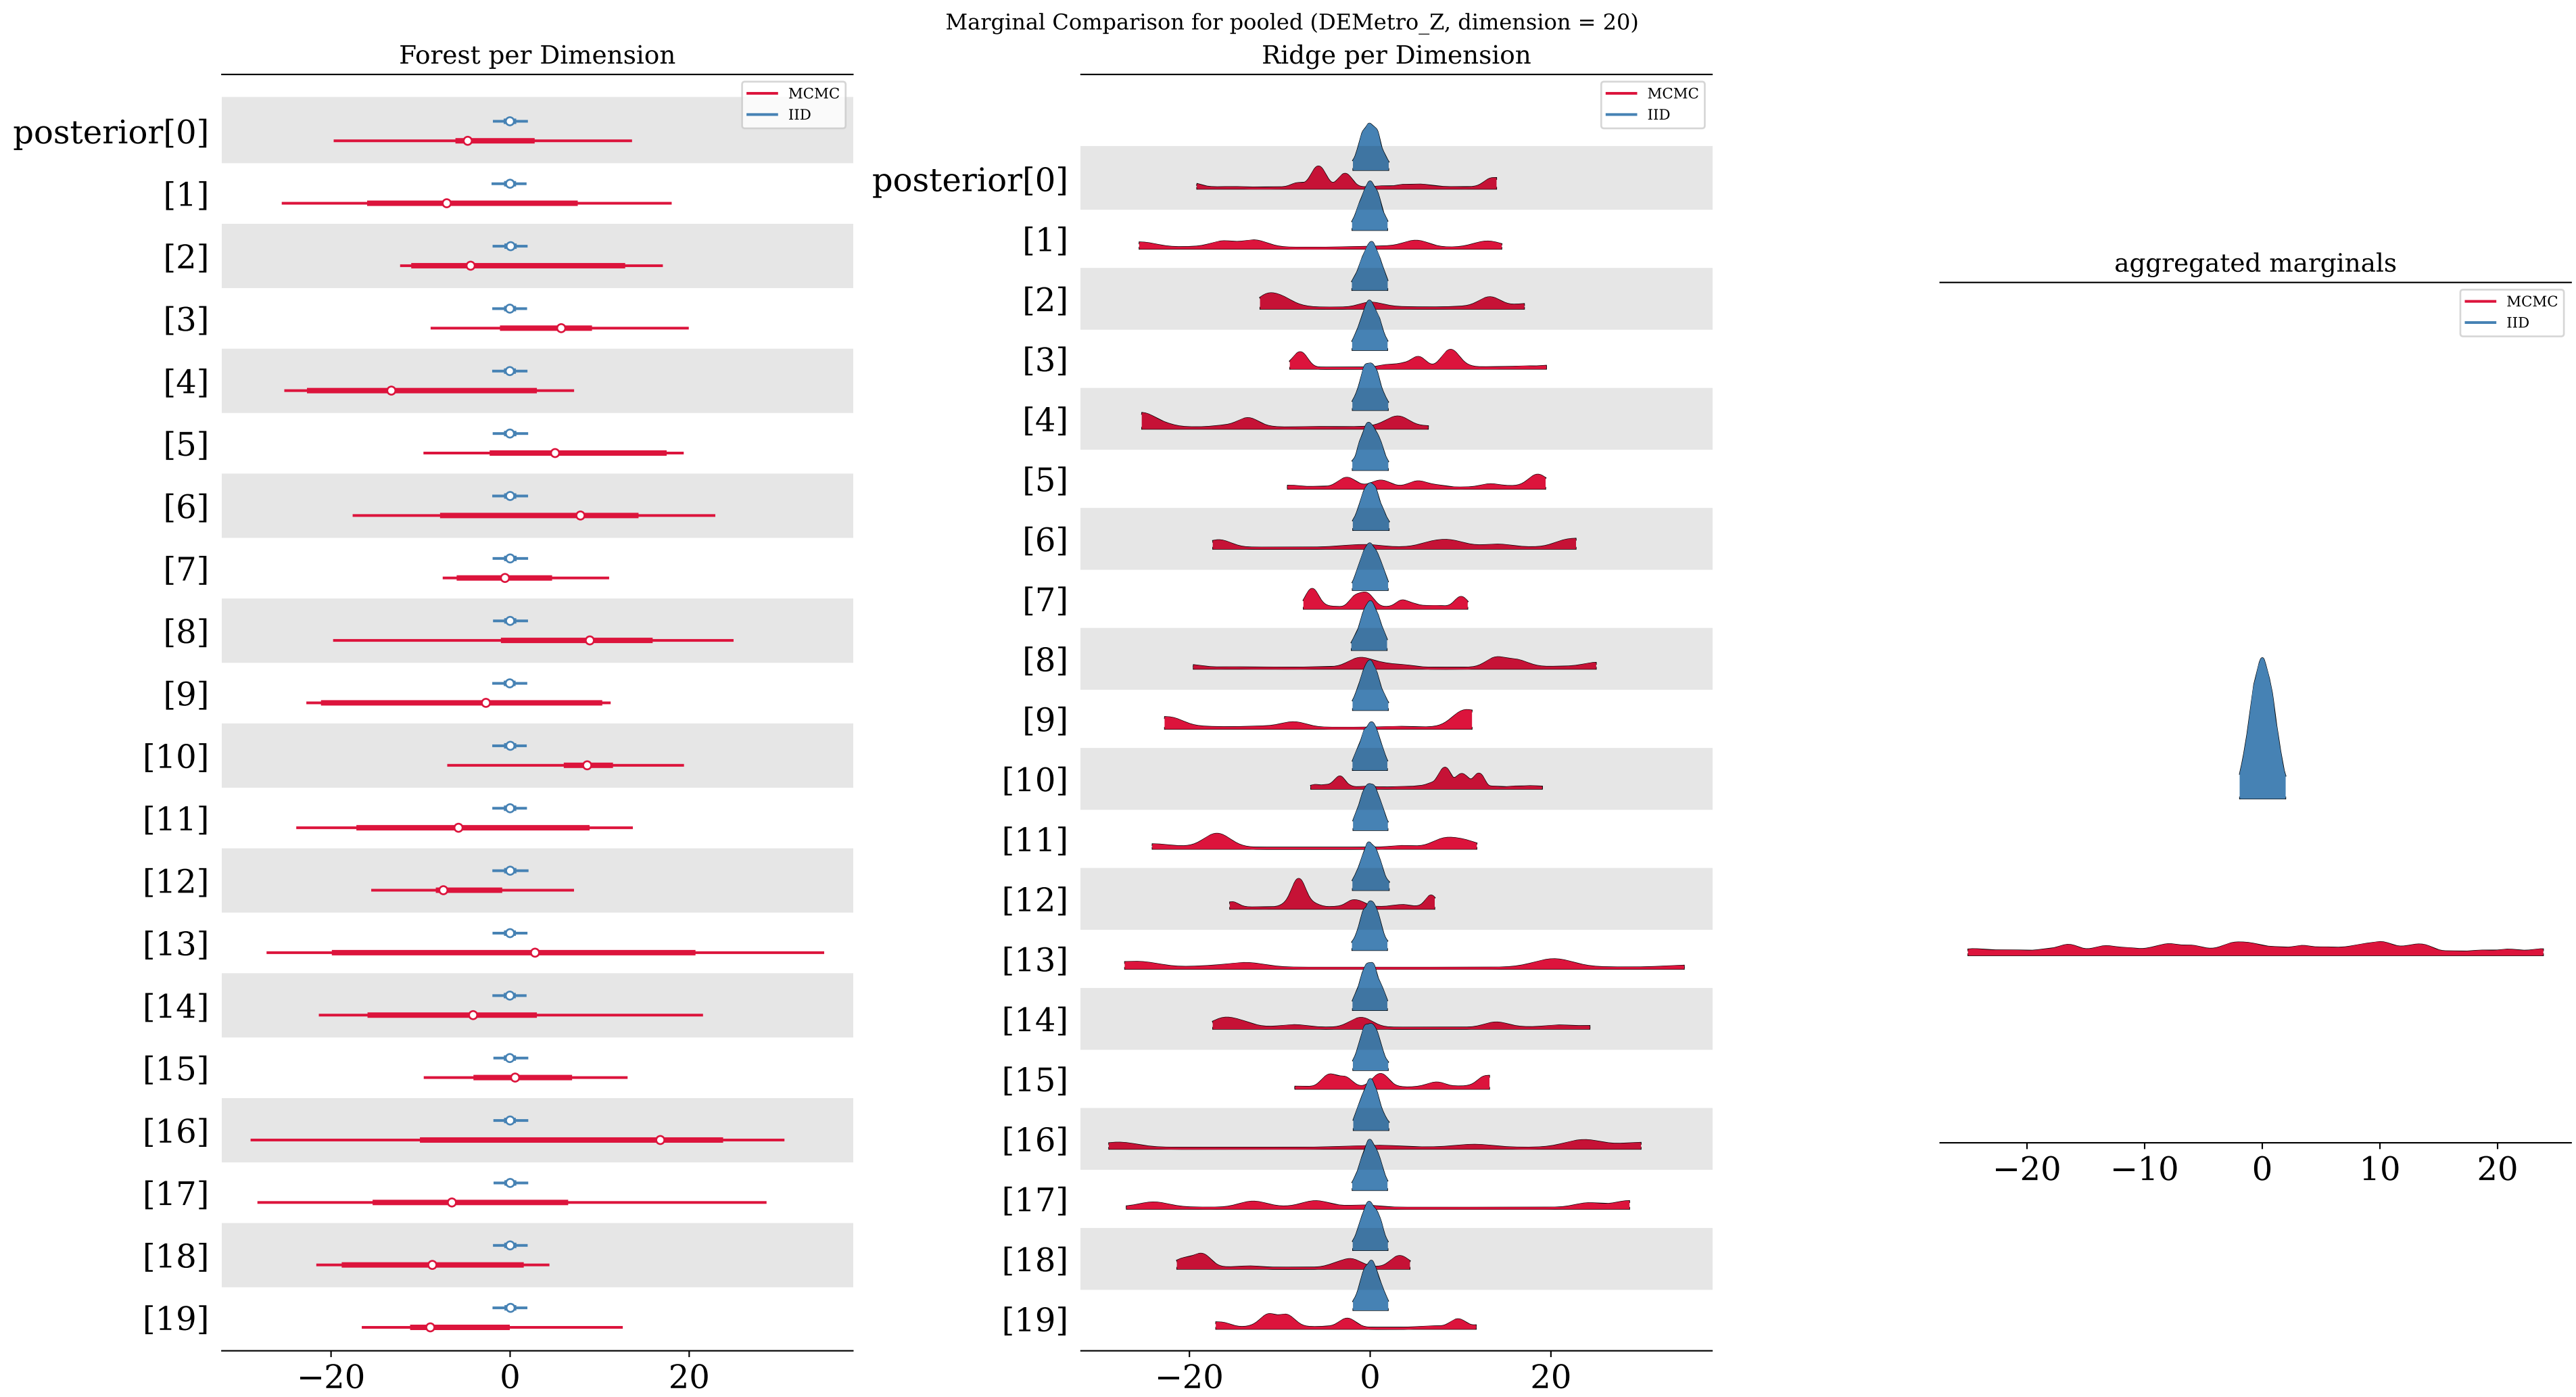 Marginal Comparison for pooled (DEMetro_Z, dimension = 20)
Forest per Dimension
MCMC
IID
posterior[0]
[1]
[2]
[3]
[4]
[5]
[6]
[7]
[8]
[9]
[10]
[11]
[12]
[13]
[14]
[15]
[16]
[17]
[18]
[19]
−20 0 20
Ridge per Dimension
MCMC
IID
posterior[0]
[1]
[2]
[3]
[4]
[5]
[6]
[7]
[8]
[9]
[10]
[11]
[12]
[13]
[14]
[15]
[16]
[17]
[18]
[19]
−20 0 20
aggregated marginals
MCMC
IID
−20 −10 0 10 20